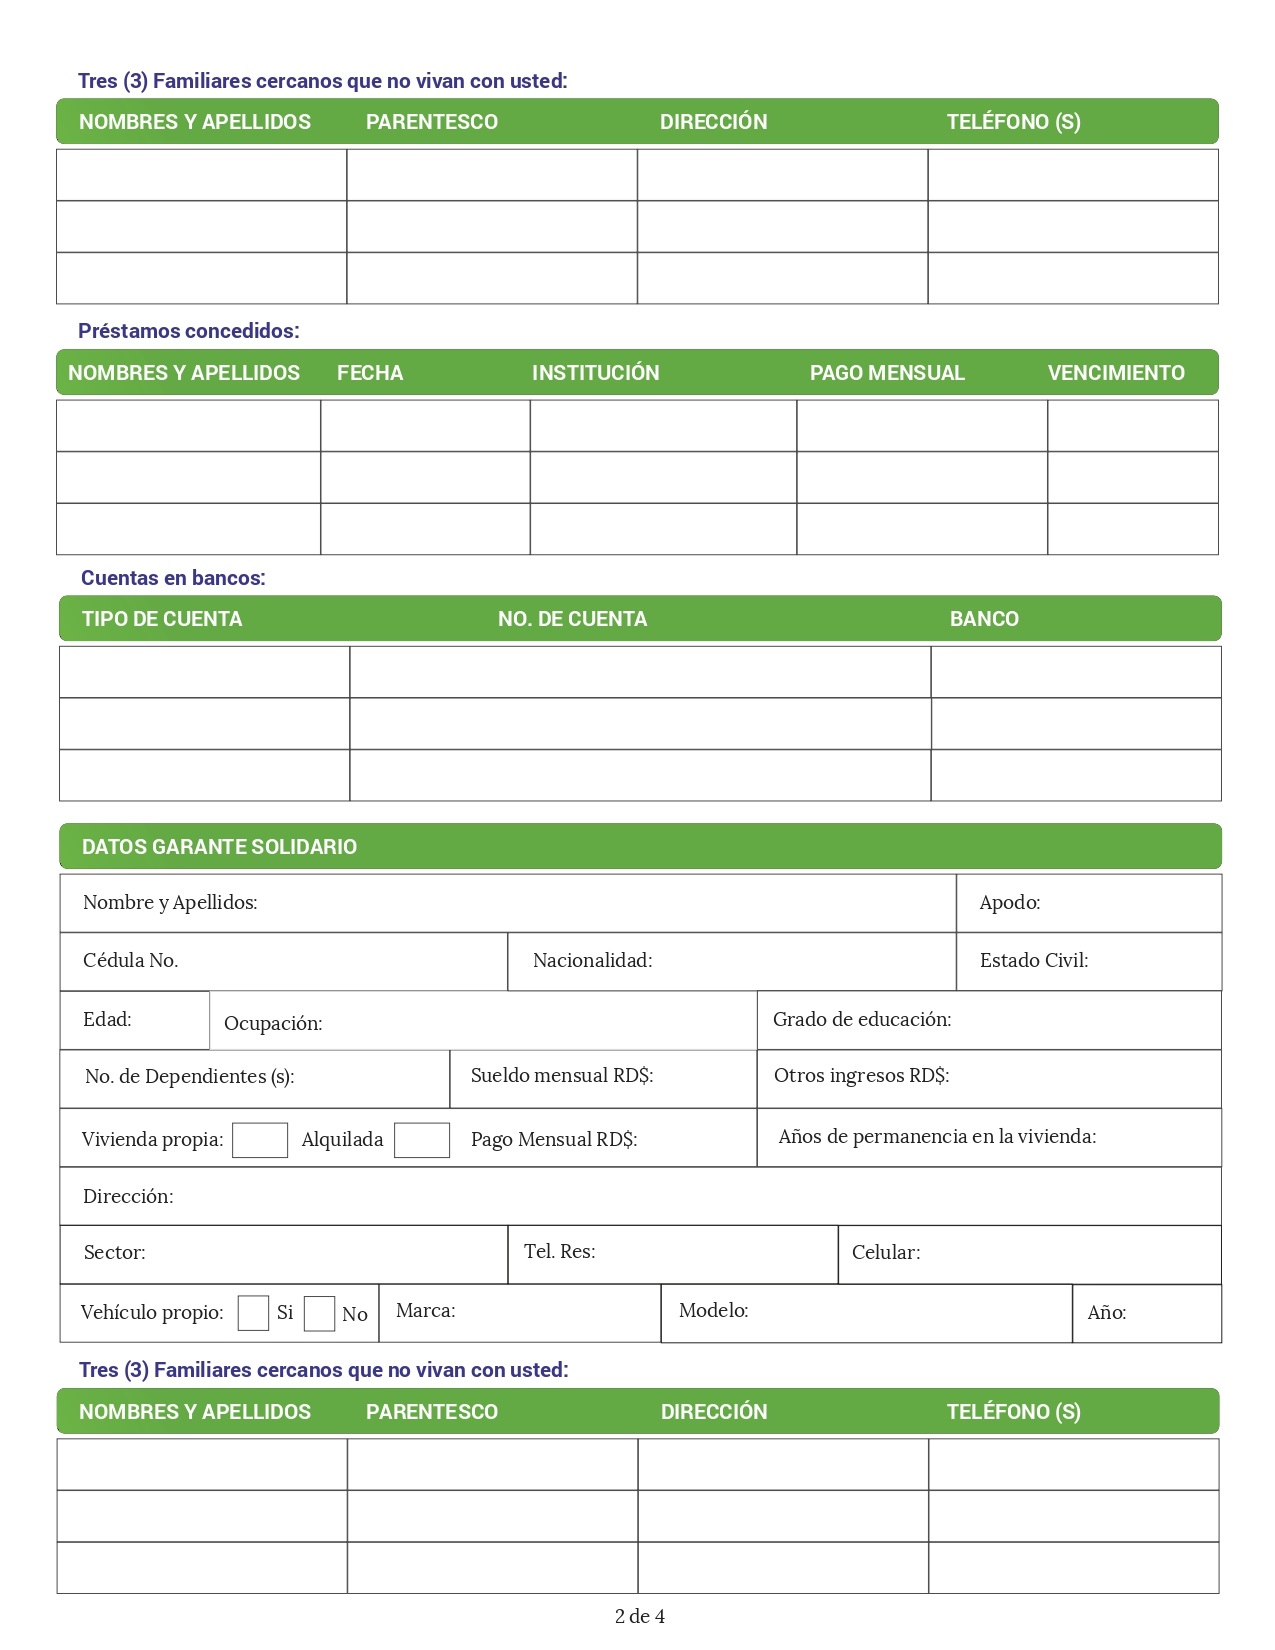 Tres (3) Familiares cercanos que no vivan con usted:
NOMBRES Y APELLIDOS PARENTESCO DIRECCIÓN TELÉFONO (S)
Préstamos concedidos:
NOMBRES Y APELLIDOS FECHA INSTITUCIÓN PAGO MENSUAL VENCIMIENTO
Cuentas en bancos:
TIPO DE CUENTA NO. DE CUENTA BANCO
DATOS GARANTE SOLIDARIO
Nombre y Apellidos: Apodo:
Cédula No. Nacionalidad: Estado Civil:
Edad: Ocupación: Grado de educación:
No. de Dependientes (s): Sueldo mensual RD$: Otros ingresos RD$:
Vivienda propia: Alquilada Pago Mensual RD$: Años de permanencia en la vivienda:
Dirección:
Sector: Tel. Res: Celular:
Vehículo propio: Si No Marca: Modelo: Año:
Tres (3) Familiares cercanos que no vivan con usted:
NOMBRES Y APELLIDOS PARENTESCO DIRECCIÓN TELÉFONO (S)
2 de 4